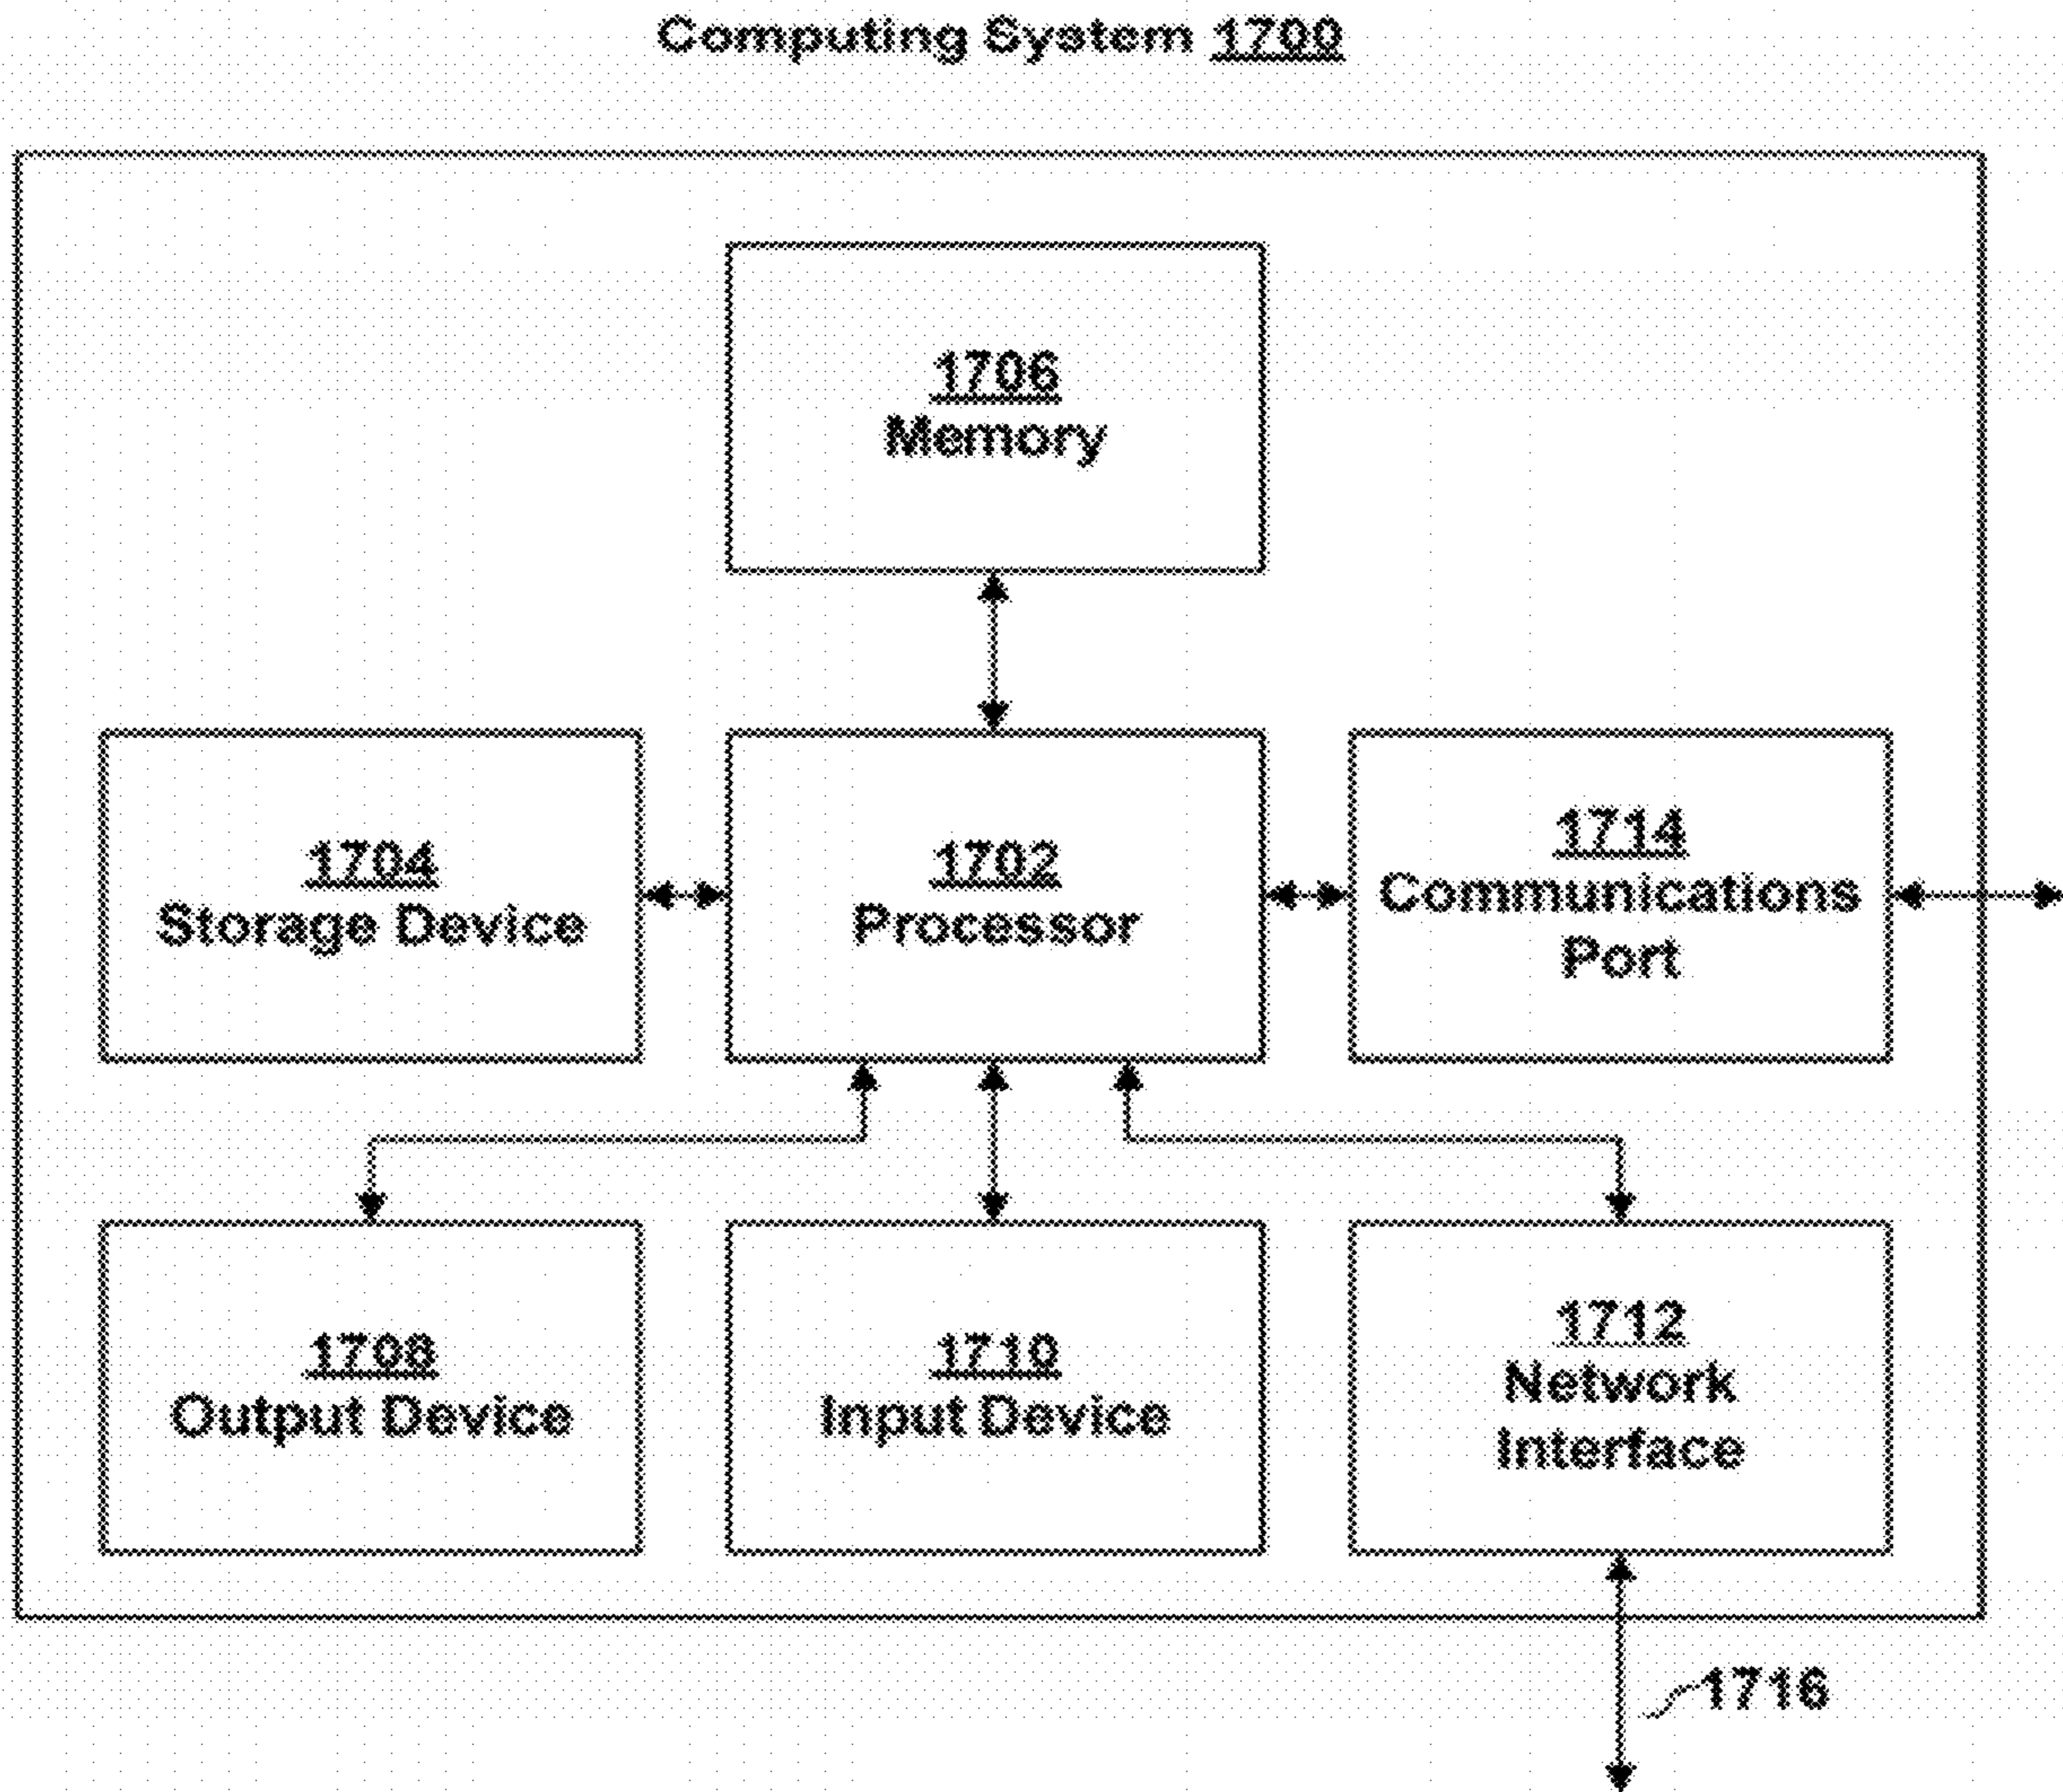 Computing System 1700
1706
Memory
1704
Storage Device
1702
Processor
1714
Communications
Port
1708
Output Device
1710
Input Device
1712
Network
Interface
1716